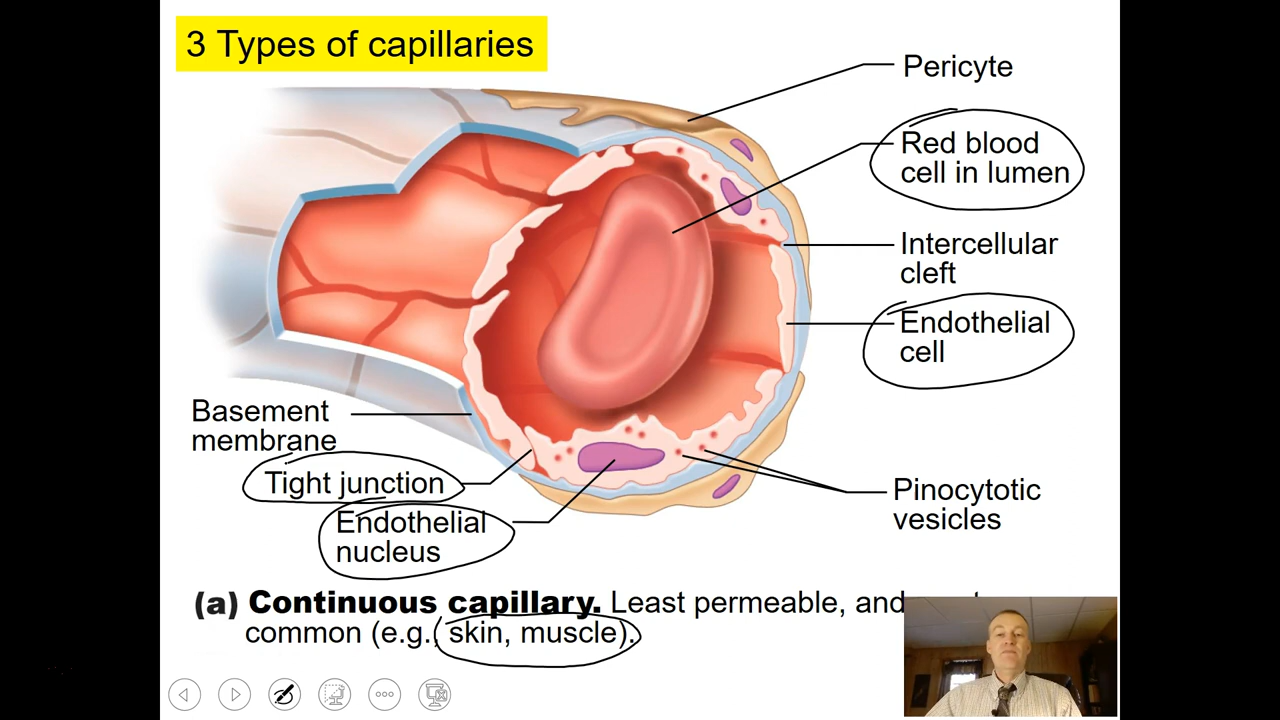 3 Types of capillaries
Pericyte
Red blood
cell in lumen
Intercellular
cleft
Endothelial
cell
Basement
membrane
Tight junction
Endothelial
nucleus
Pinocytotic
vesicles
(a) Continuous capillary. Least permeable, and
common (e.g., skin, muscle).